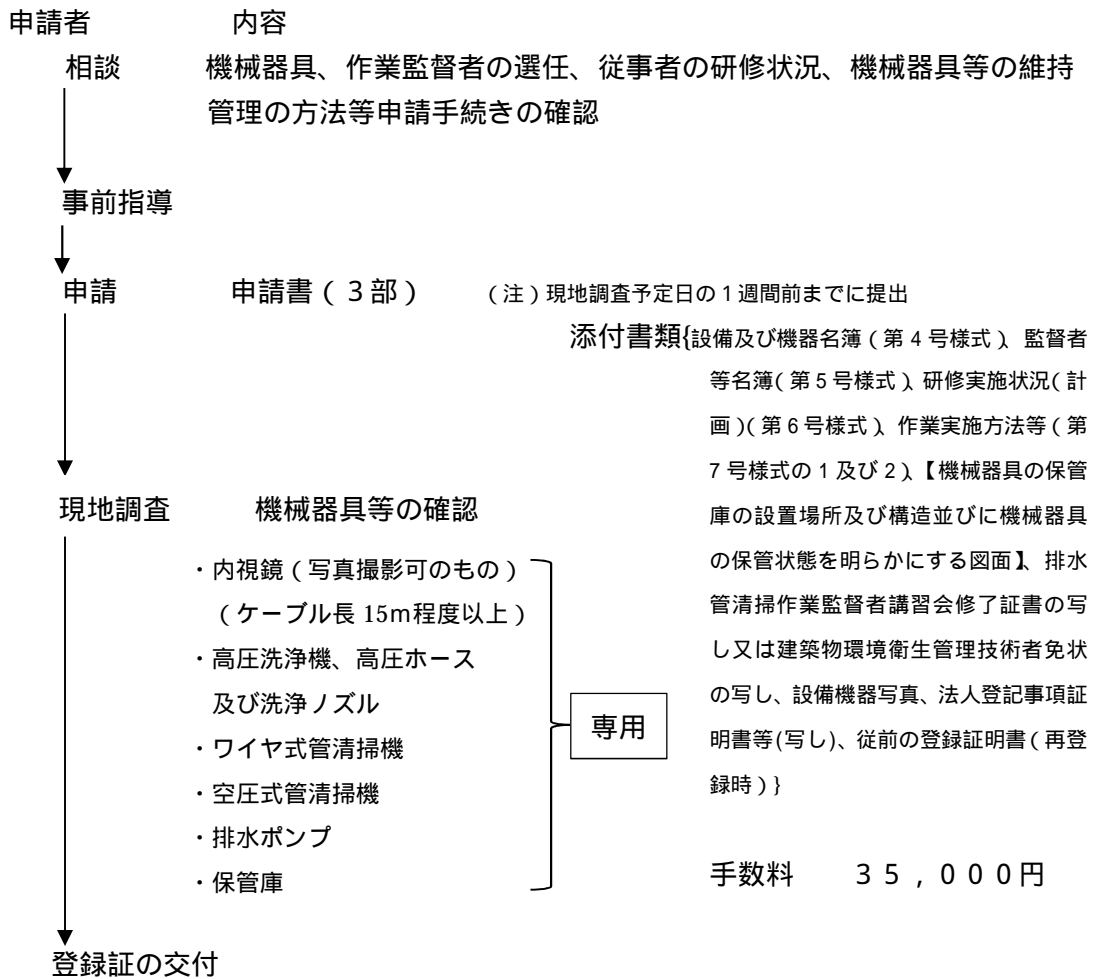 申請者　内容
相談　機械器具、作業監督者の選任、従事者の研修状況、機械器具等の維持
管理の方法等申請手続きの確認
事前指導
申請　申請書(３部)　(注)現地調査予定日の１週間前までに提出
添付書類{設備及び機器名簿(第４号様式)、監督者
等名簿(第５号様式)、研修実施状況(計
画)(第６号様式)、作業実施方法等(第
７号様式の１及び２)、【機械器具の保管
庫の設置場所及び構造並びに機械器具
の保管状態を明らかにする図面】、排水
管清掃作業監督者講習会修了証書の写
し又は建築物環境衛生管理技術者免状
の写し、設備機器写真、法人登記事項証
明書等(写し)、従前の登録証明書(再登
録時)}
現地調査　機械器具等の確認
・内視鏡(写真撮影可のもの)
(ケーブル長 15m程度以上)
・高圧洗浄機、高圧ホース
及び洗浄ノズル
・ワイヤ式管清掃機
・空圧式管清掃機
・排水ポンプ
・保管庫
専用
手数料　３５,０００円
登録証の交付